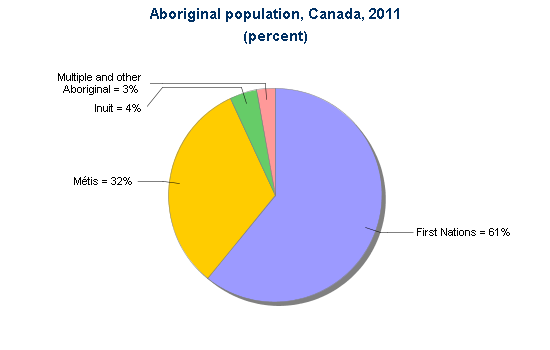 Aboriginal population, Canada, 2011
(percent)
Multiple and other
Aboriginal = 3%
Inuit = 4%
Métis = 32%
First Nations = 61%